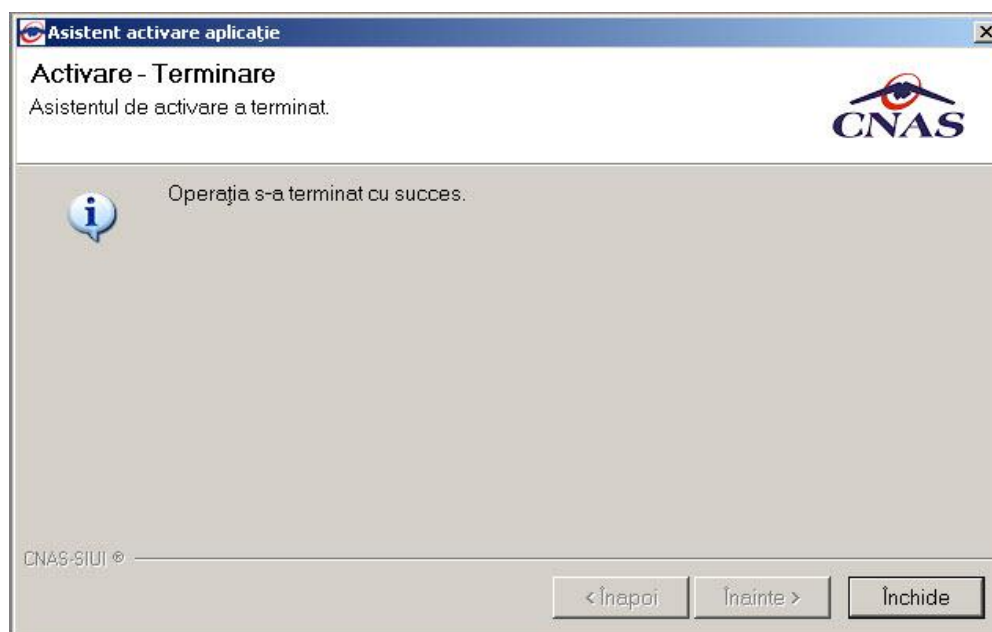 Asistent activare aplicaţie
Activare - Terminare
Asistentul de activare a terminat.
CNAS
Operaţia s-a terminat cu succes.
CNAS-SIUI ®
< Înapoi
Înainte >
Închide